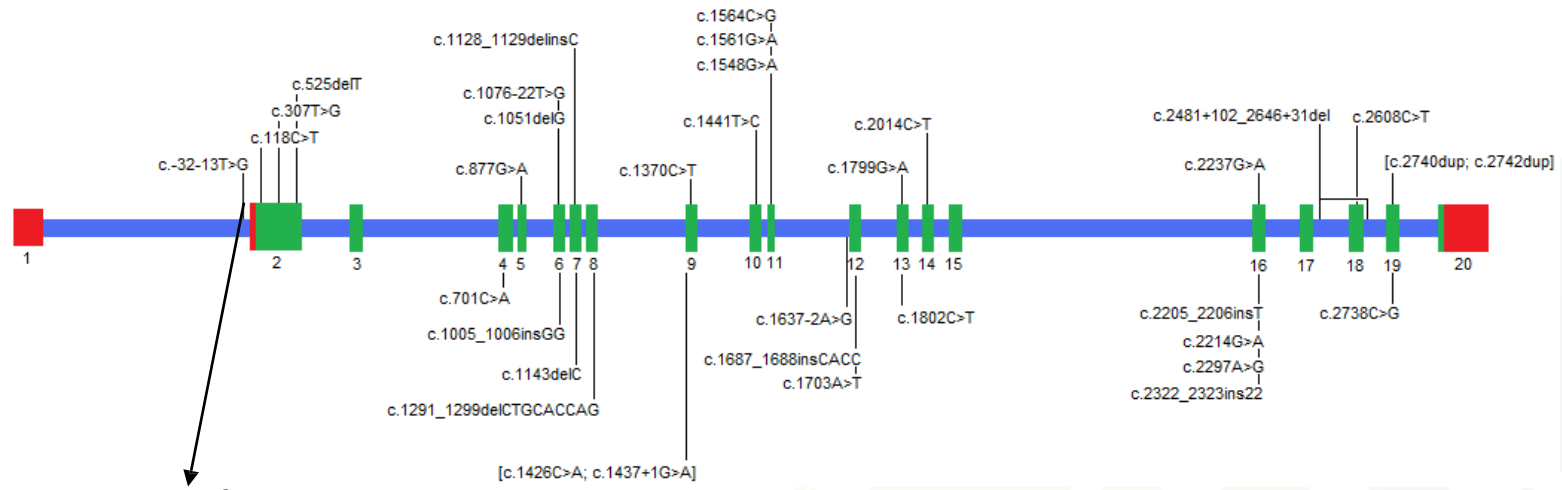 c.1564C>G
c.1561G>A
c.1548G>A
c.1128_1129delinsC
c.525delT
c.307T>G
c.118C>T
c.-32-13T>G
c.1076-22T>G
c.1051delG
c.877G>A
c.1441T>C
c.1370C>T
c.2014C>T
c.1799G>A
c.2481+102_2646+31del
c.2608C>T
c.2237G>A
[c.2740dup; c.2742dup]
1 2 3 4 5 6 7 8 9 10 11 12 13 14 15 16 17 18 19 20
c.701C>A
c.1005_1006insGG
c.1143delC
c.1291_1299delCTGCACCAG
[c.1426C>A; c.1437+1G>A]
c.1637-2A>G
c.1687_1688insCACC
c.1703A>T
c.1802C>T
c.2205_2206insT
c.2214G>A
c.2297A>G
c.2322_2323ins22
c.2738C>G